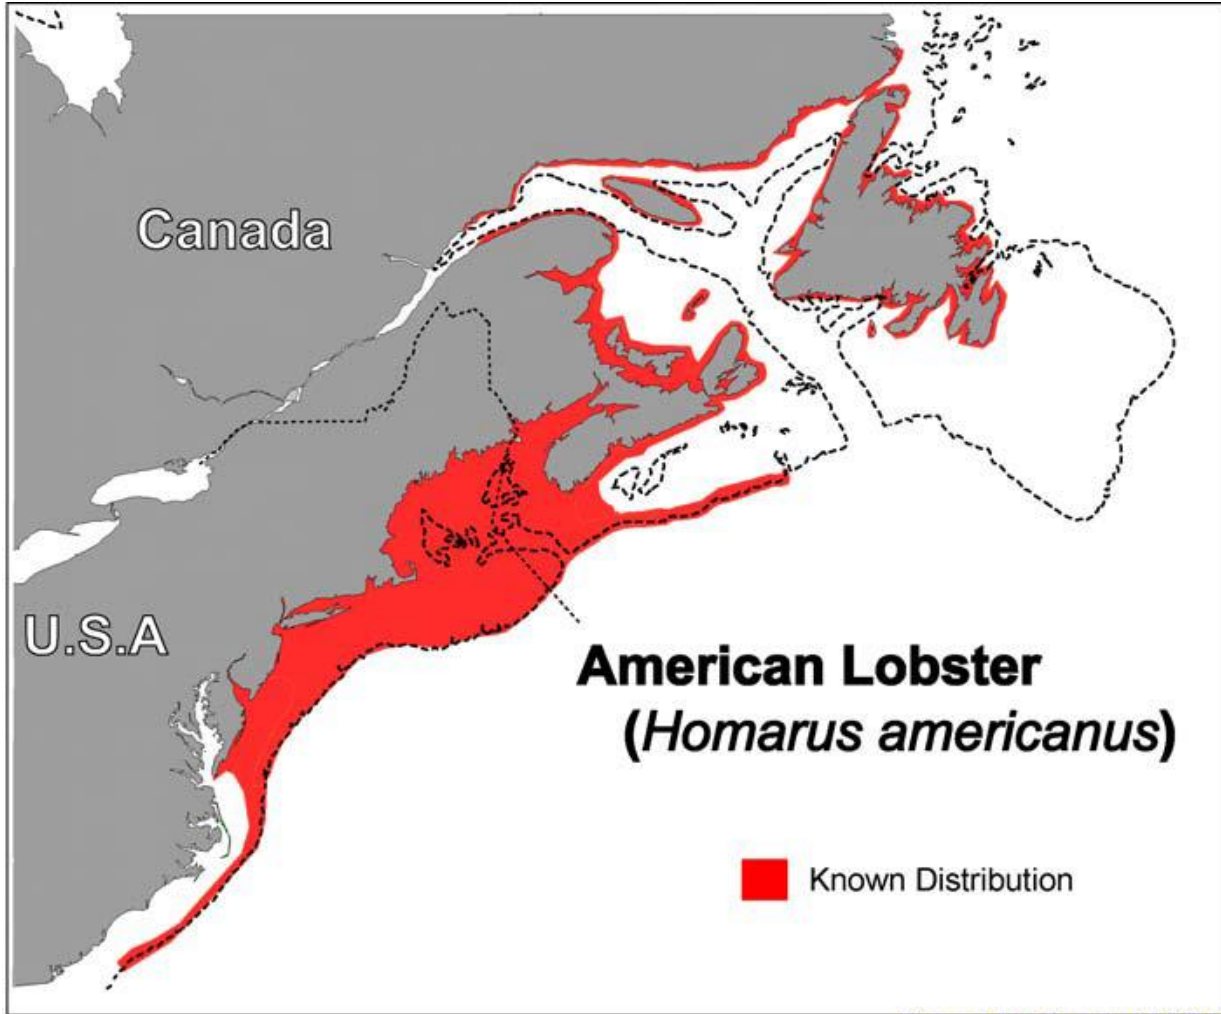 Canada
U.S.A
American Lobster
(Homarus americanus)
Known Distribution